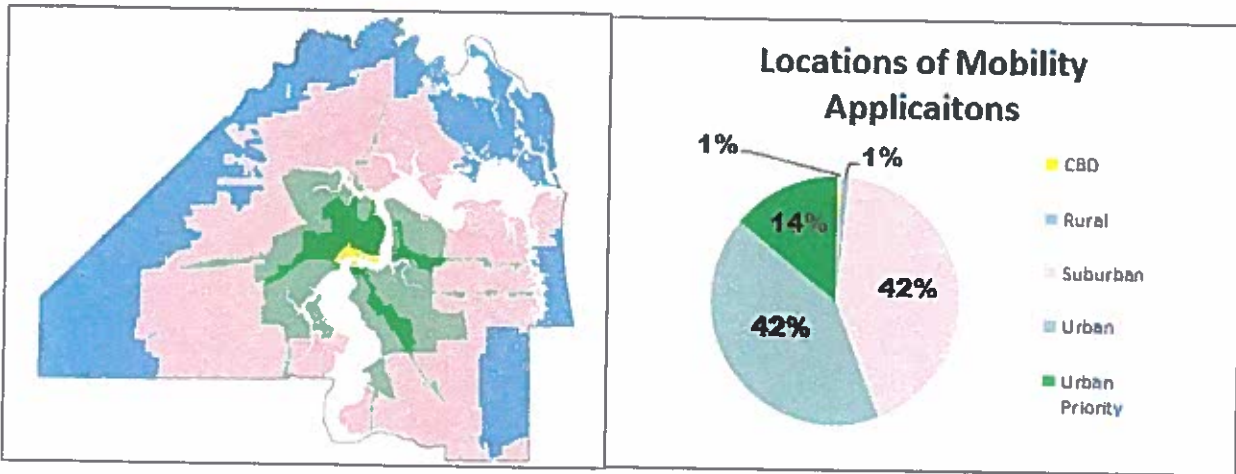 Locations of Mobility
Applicaitons
1%
1%
14%
42%
42%
CBD
Rural
Suburban
Urban
Urban
Priority